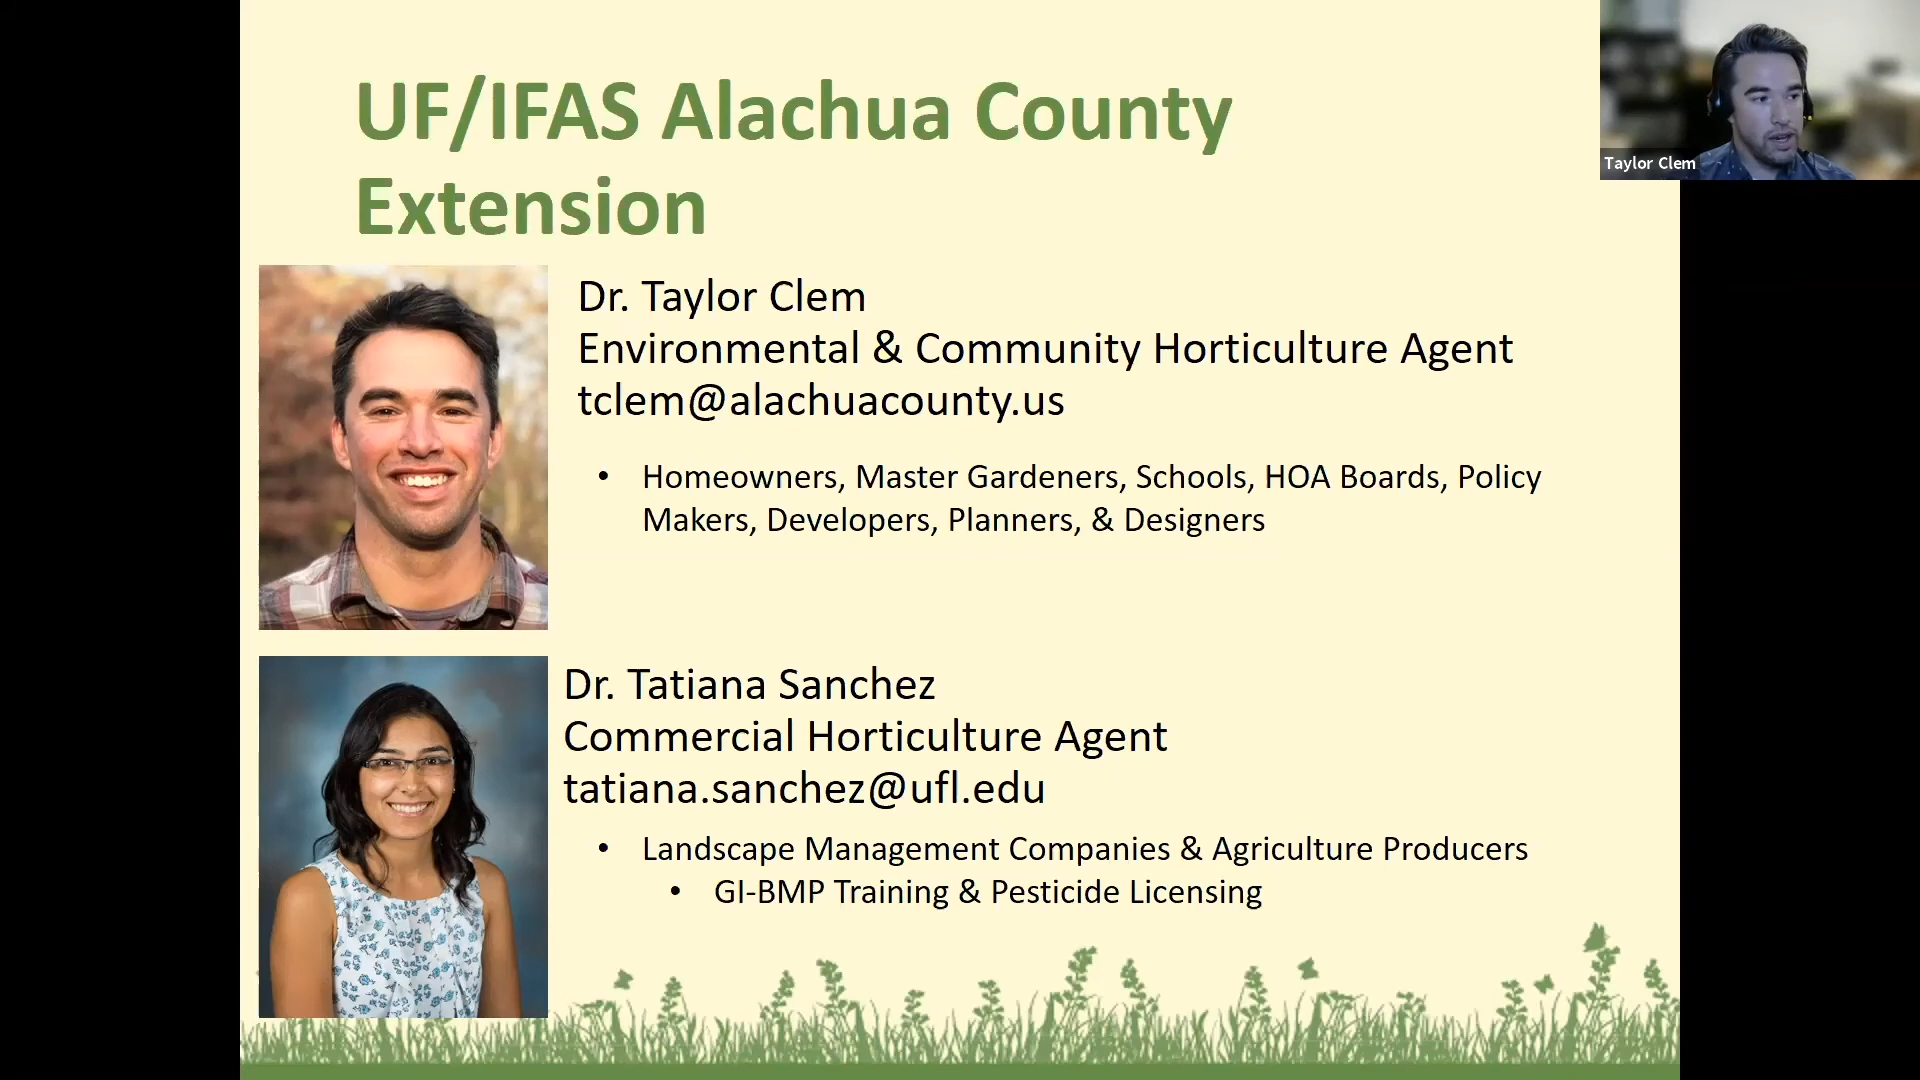 UF/IFAS Alachua County
Extension
Taylor Clem
Dr. Taylor Clem
Environmental & Community Horticulture Agent
tclem@alachuacounty.us
• Homeowners, Master Gardeners, Schools, HOA Boards, Policy
Makers, Developers, Planners, & Designers
Dr. Tatiana Sanchez
Commercial Horticulture Agent
tatiana.sanchez@ufl.edu
• Landscape Management Companies & Agriculture Producers
• GI-BMP Training & Pesticide Licensing